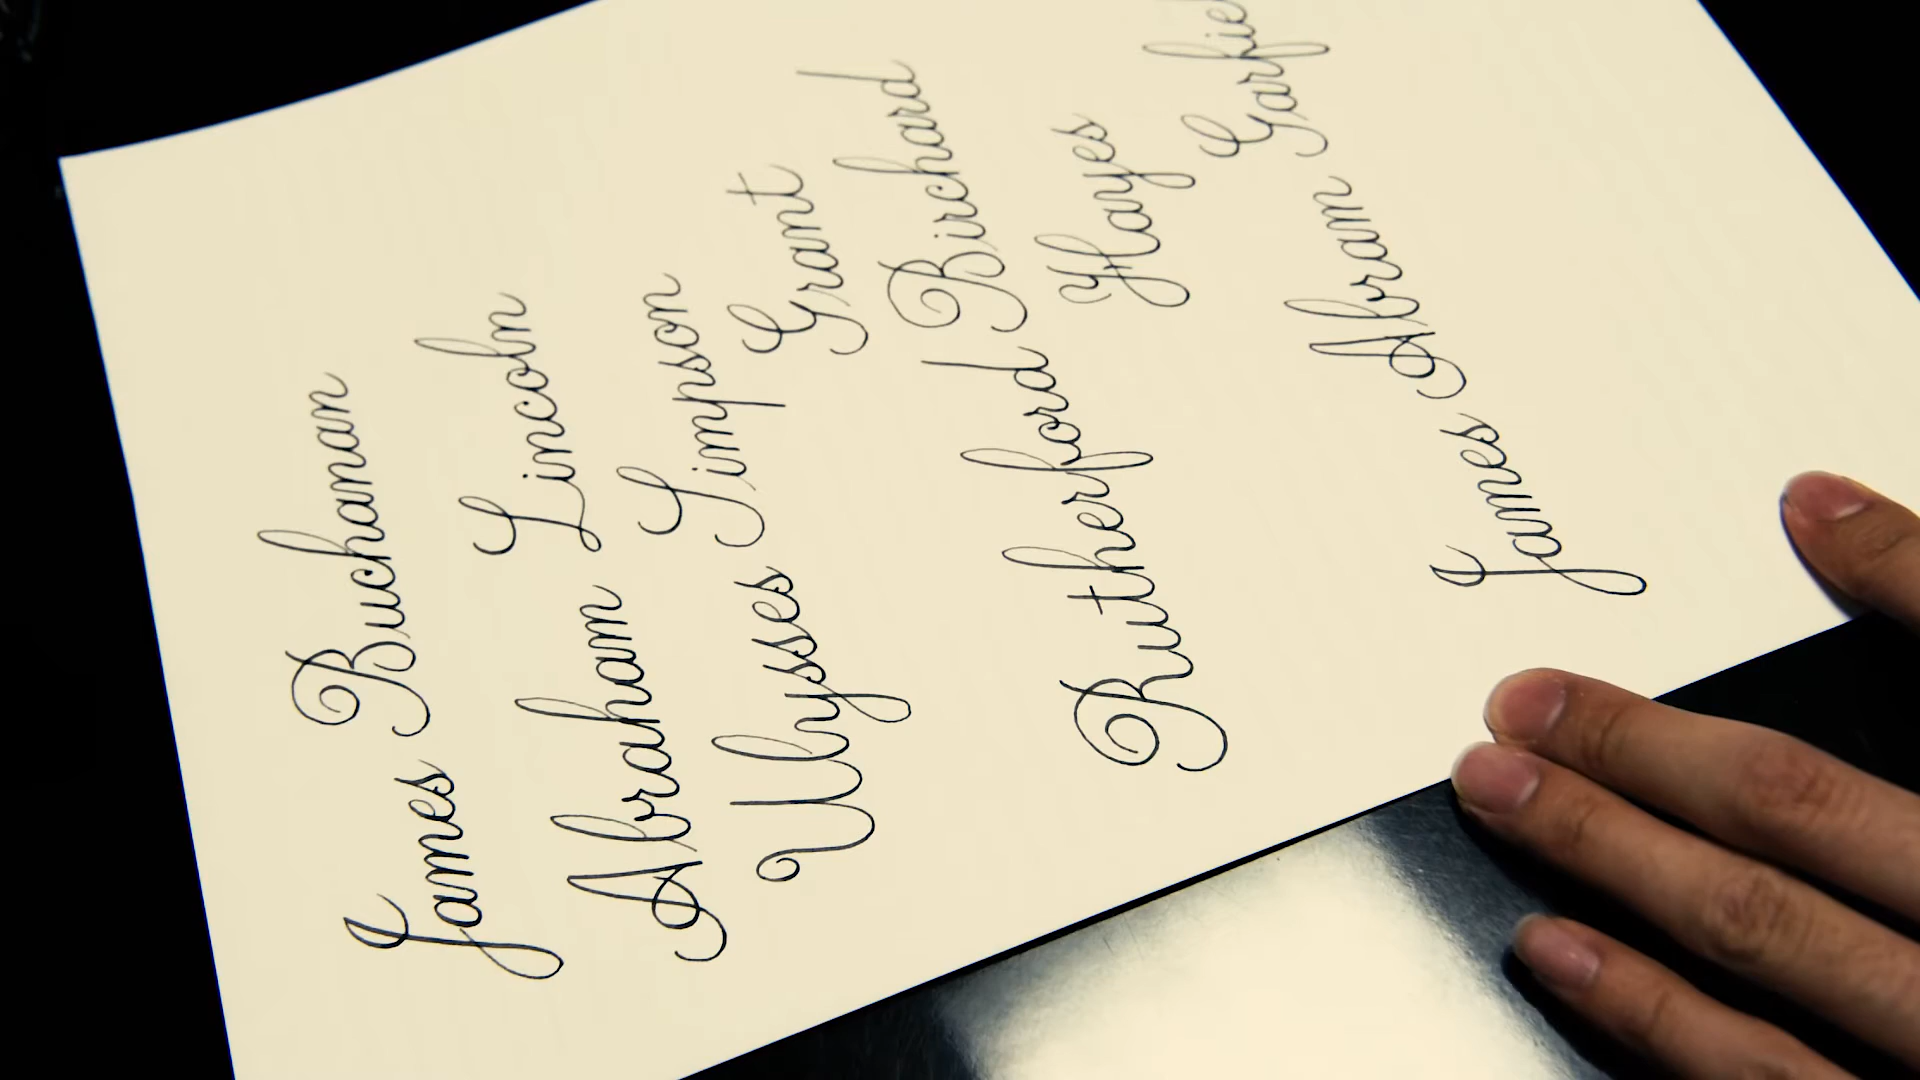 James Buchanan
Abraham Lincoln
Ulysses Simpson Grant
Rutherford Birchard Hayes
James Abram Garfie